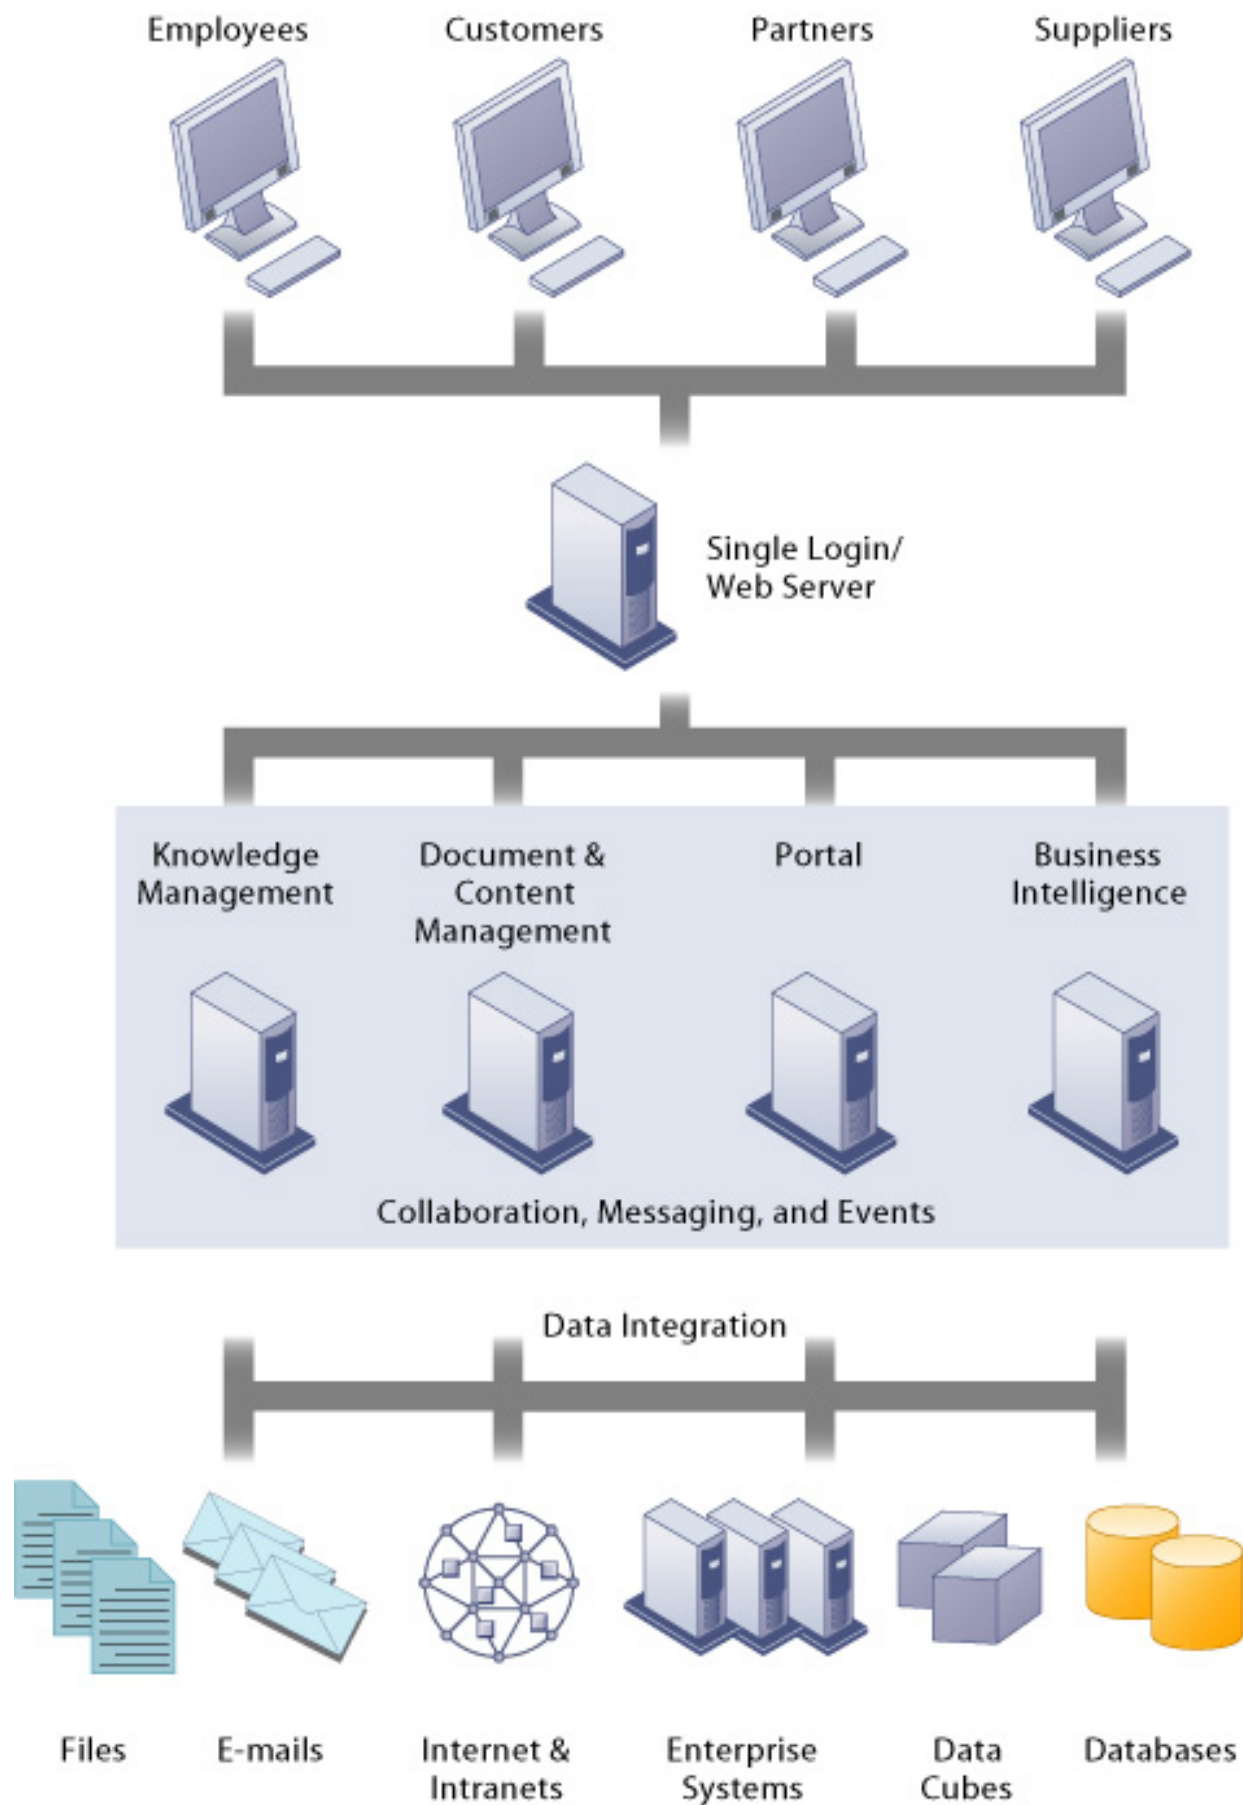 Employees
Customers
Partners
Suppliers
Single Login/
Web Server
Knowledge
Management
Document &
Content
Management
Portal
Business
Intelligence
Collaboration, Messaging, and Events
Data Integration
Files
E-mails
Internet &
Intranets
Enterprise
Systems
Data
Cubes
Databases